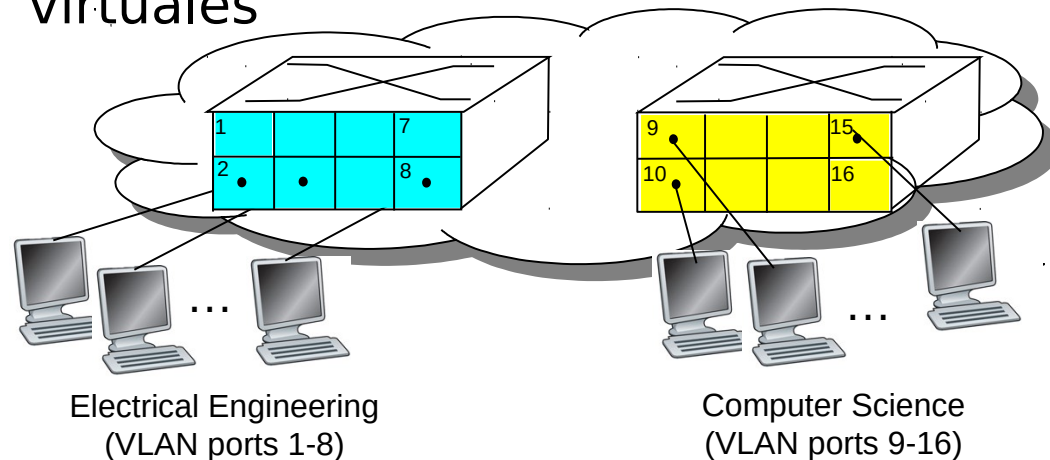 virtuales
1
7
2
8
9
15
10
16
...
...
Electrical Engineering
(VLAN ports 1-8)
Computer Science
(VLAN ports 9-16)